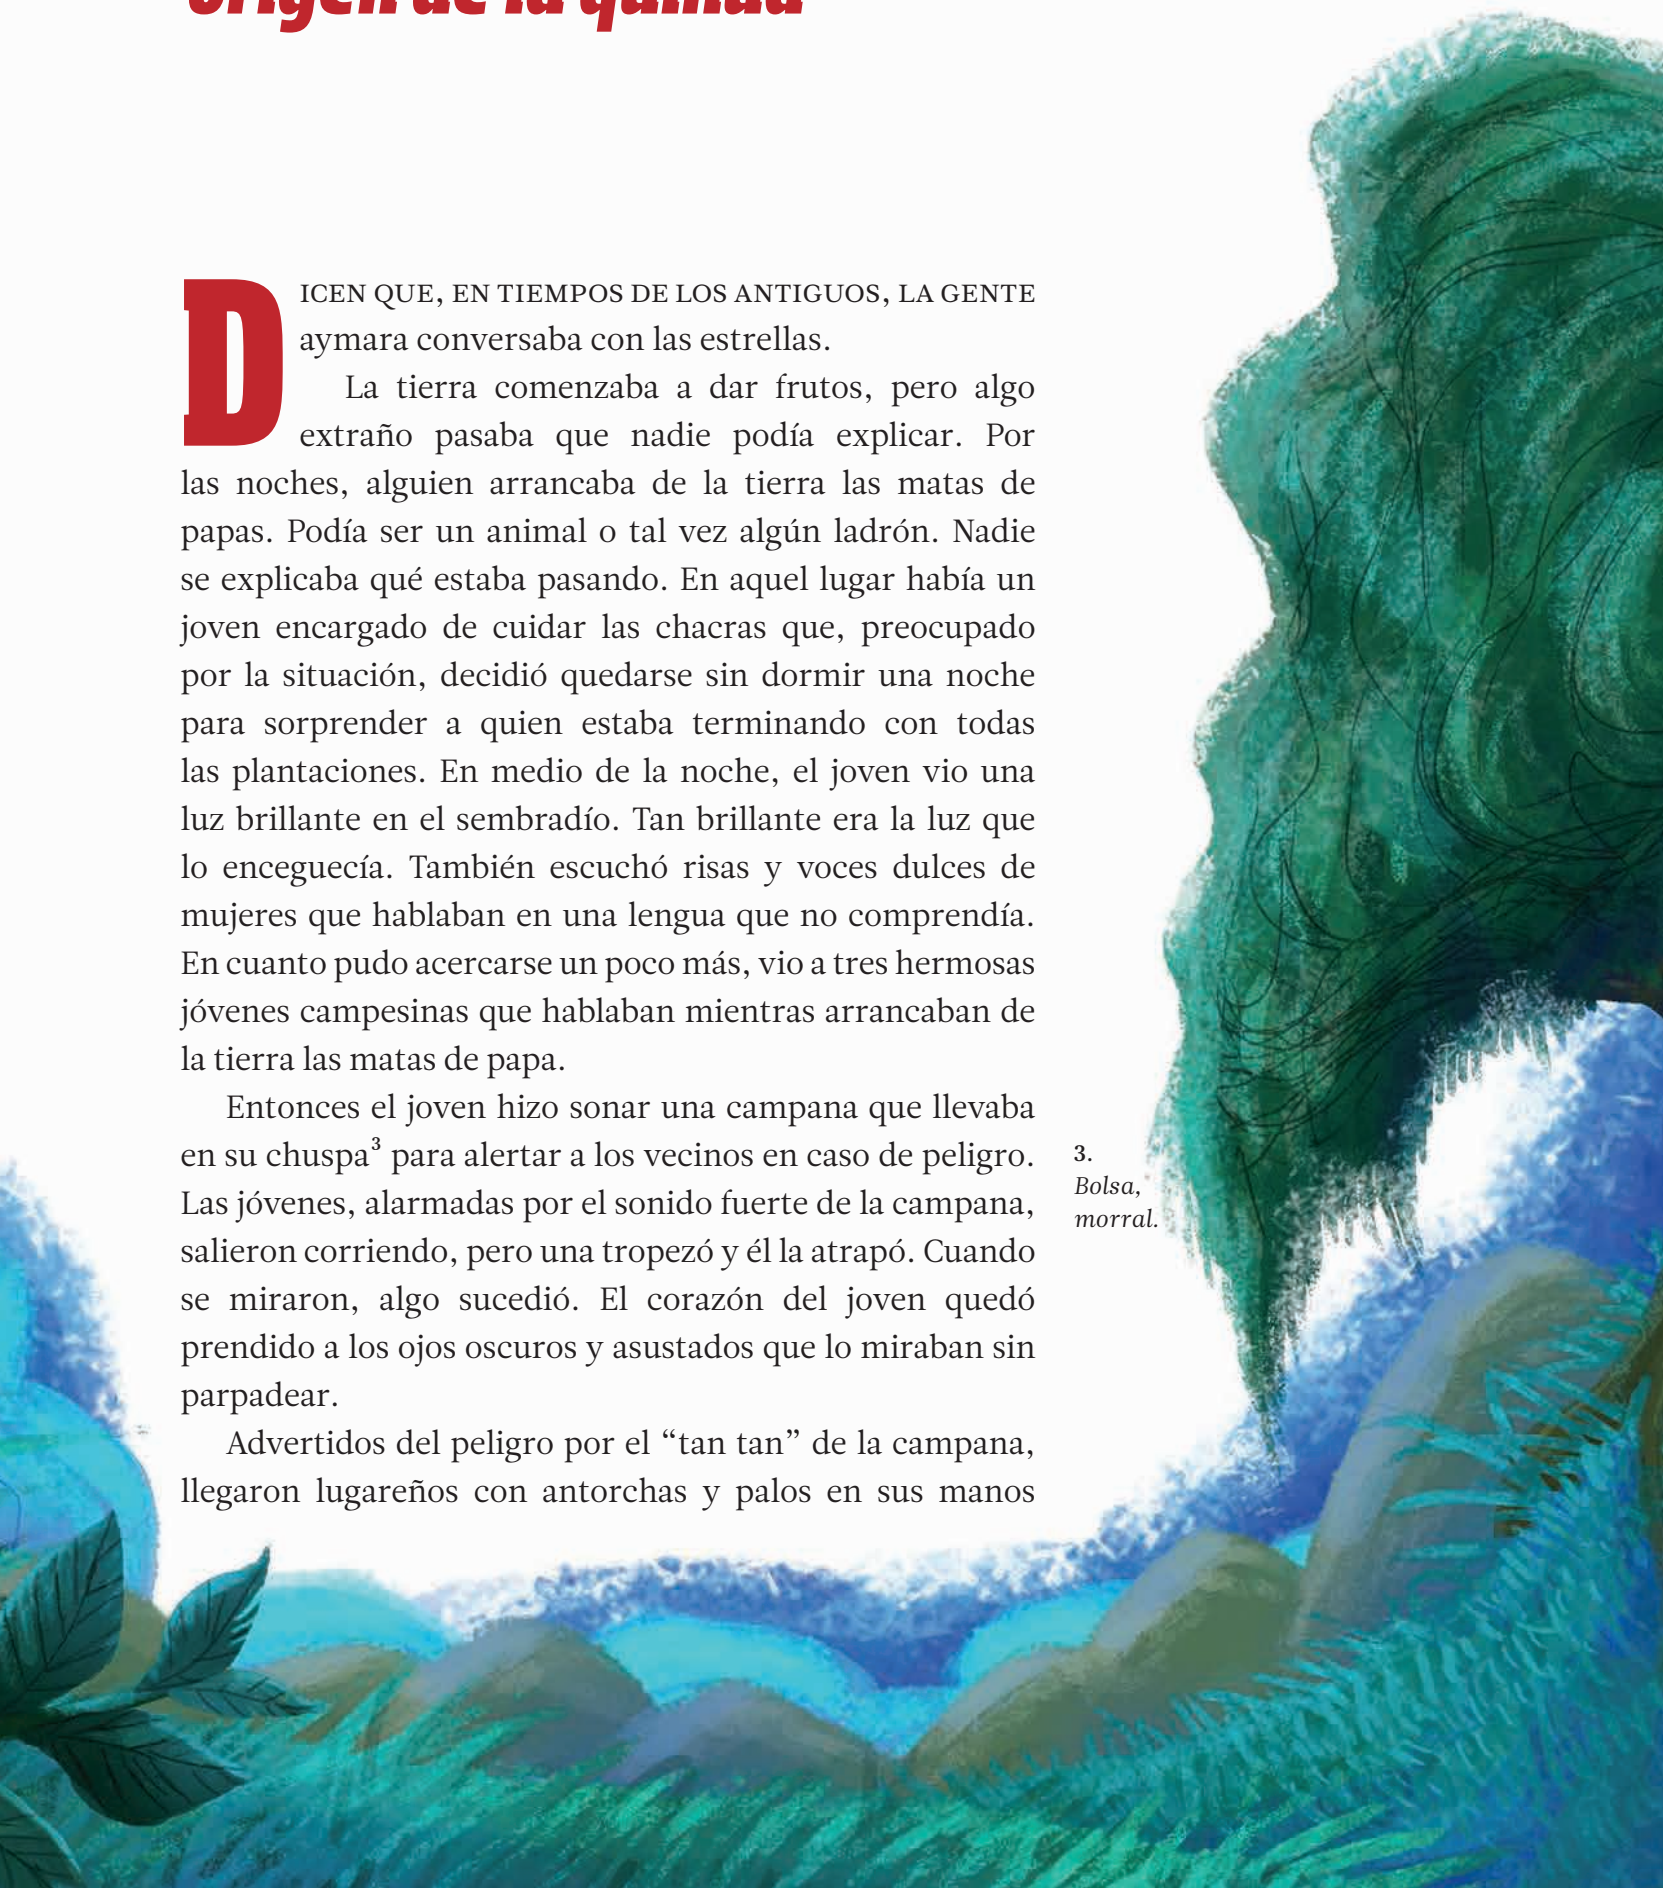 origen de la quinua
DICEN QUE, EN TIEMPOS DE LOS ANTIGUOS, LA GENTE
aymara conversaba con las estrellas.
La tierra comenzaba a dar frutos, pero algo
extraño pasaba que nadie podía explicar. Por
las noches, alguien arrancaba de la tierra las matas de
papas. Podía ser un animal o tal vez algún ladrón. Nadie
se explicaba qué estaba pasando. En aquel lugar había un
joven encargado de cuidar las chacras que, preocupado
por la situación, decidió quedarse sin dormir una noche
para sorprender a quien estaba terminando con todas
las plantaciones. En medio de la noche, el joven vio una
luz brillante en el sembradío. Tan brillante era la luz que
lo enceguecía. También escuchó risas y voces dulces de
mujeres que hablaban en una lengua que no comprendía.
En cuanto pudo acercarse un poco más, vio a tres hermosas
jóvenes campesinas que hablaban mientras arrancaban de
la tierra las matas de papa.
Entonces el joven hizo sonar una campana que llevaba
en su chuspa³ para alertar a los vecinos en caso de peligro.
Las jóvenes, alarmadas por el sonido fuerte de la campana,
salieron corriendo, pero una tropezó y él la atrapó. Cuando
se miraron, algo sucedió. El corazón del joven quedó
prendido a los ojos oscuros y asustados que lo miraban sin
parpadear.
Advertidos del peligro por el “tan tan” de la campana,
llegaron lugareños con antorchas y palos en sus manos
3.
Bolsa,
morral.